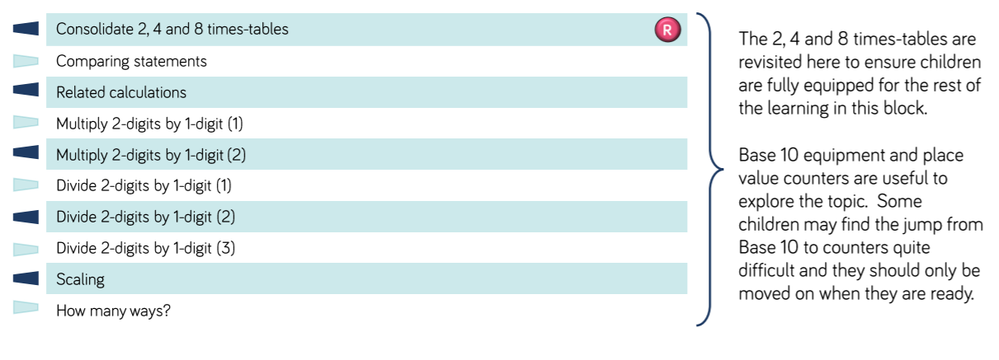 Consolidate 2, 4 and 8 times-tables
R
Comparing statements
Related calculations
Multiply 2-digits by 1-digit (1)
Multiply 2-digits by 1-digit (2)
Divide 2-digits by 1-digit (1)
Divide 2-digits by 1-digit (2)
Divide 2-digits by 1-digit (3)
Scaling
How many ways?
The 2, 4 and 8 times-tables are
revisited here to ensure children
are fully equipped for the rest of
the learning in this block.
Base 10 equipment and place
value counters are useful to
explore the topic. Some
children may find the jump from
Base 10 to counters quite
difficult and they should only be
moved on when they are ready.